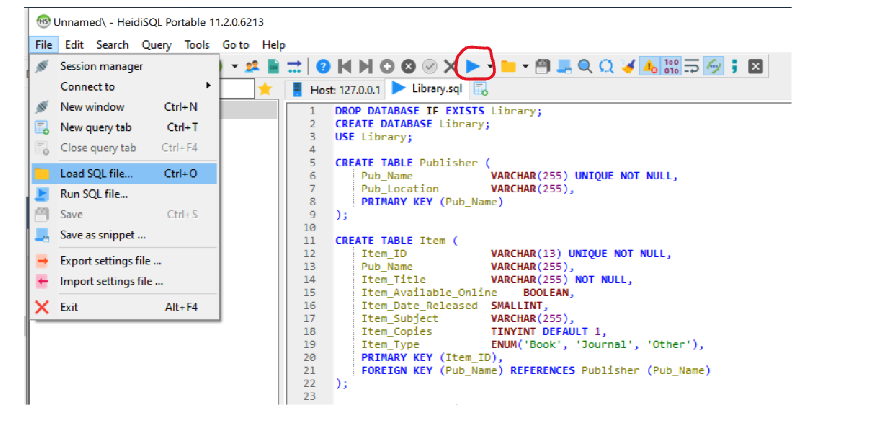 Unnamed\ - HeidiSQL Portable 11.2.0.6213
File Edit Search Query Tools Go to Help
Session manager
Connect to
New window Ctrl+N
New query tab Ctrl+T
Close query tab Ctrl+F4
Load SQL file... Ctrl+O
Run SQL file...
Save Ctrl+S
Save as snippet ...
Export settings file ...
Import settings file ...
Exit Alt+F4
Host: 127.0.0.1 Library.sql
1 DROP DATABASE IF EXISTS Library;
2 CREATE DATABASE Library;
3 USE Library;
4
5 CREATE TABLE Publisher (
6 Pub_Name VARCHAR(255) UNIQUE NOT NULL,
7 Pub_Location VARCHAR(255),
8 PRIMARY KEY (Pub_Name)
9 );
10
11 CREATE TABLE Item (
12 Item_ID VARCHAR(13) UNIQUE NOT NULL,
13 Pub_Name VARCHAR(255),
14 Item_Title VARCHAR(255) NOT NULL,
15 Item_Available_Online BOOLEAN,
16 Item_Date_Released SMALLINT,
17 Item_Subject VARCHAR(255),
18 Item_Copies TINYINT DEFAULT 1,
19 Item_Type ENUM('Book', 'Journal', 'Other'),
20 PRIMARY KEY (Item_ID),
21 FOREIGN KEY (Pub_Name) REFERENCES Publisher (Pub_Name)
22 );
23